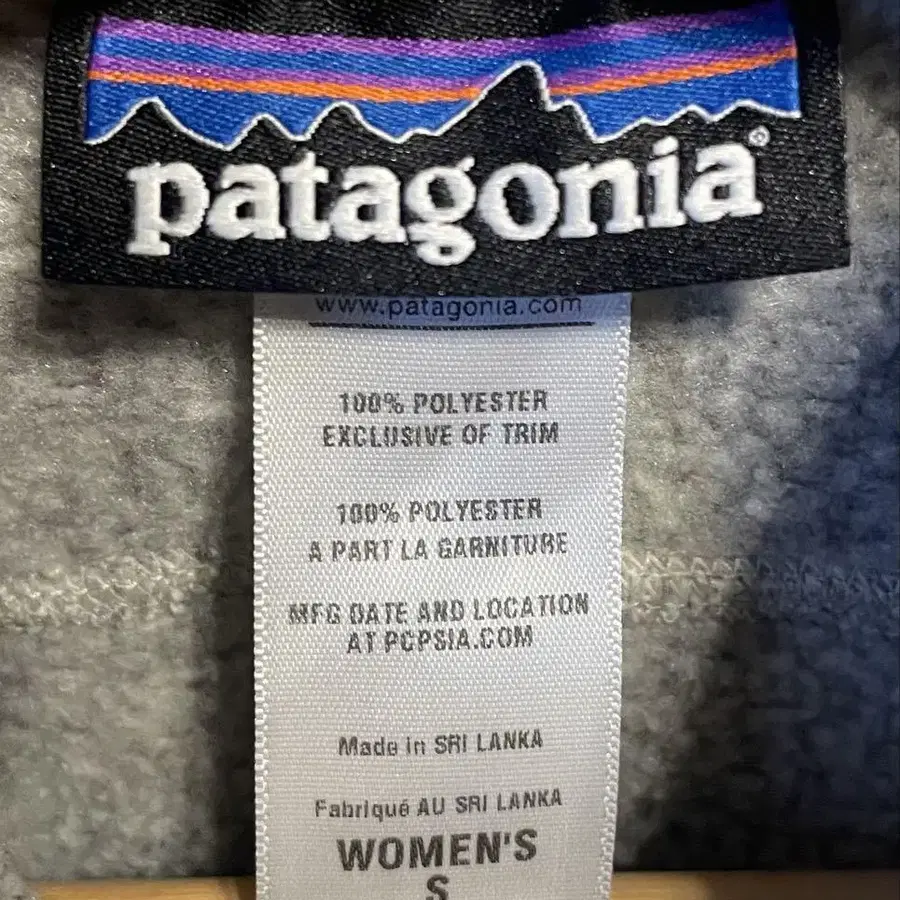 patagonia®
www.patagonia.com
100% POLYESTER
EXCLUSIVE OF TRIM
100% POLYESTER
A PART LA GARNITURE
MFG DATE AND LOCATION
AT PCPSIA.COM
Made in SRI LANKA
Fabriqué AU SRI LANKA
WOMEN'S
S